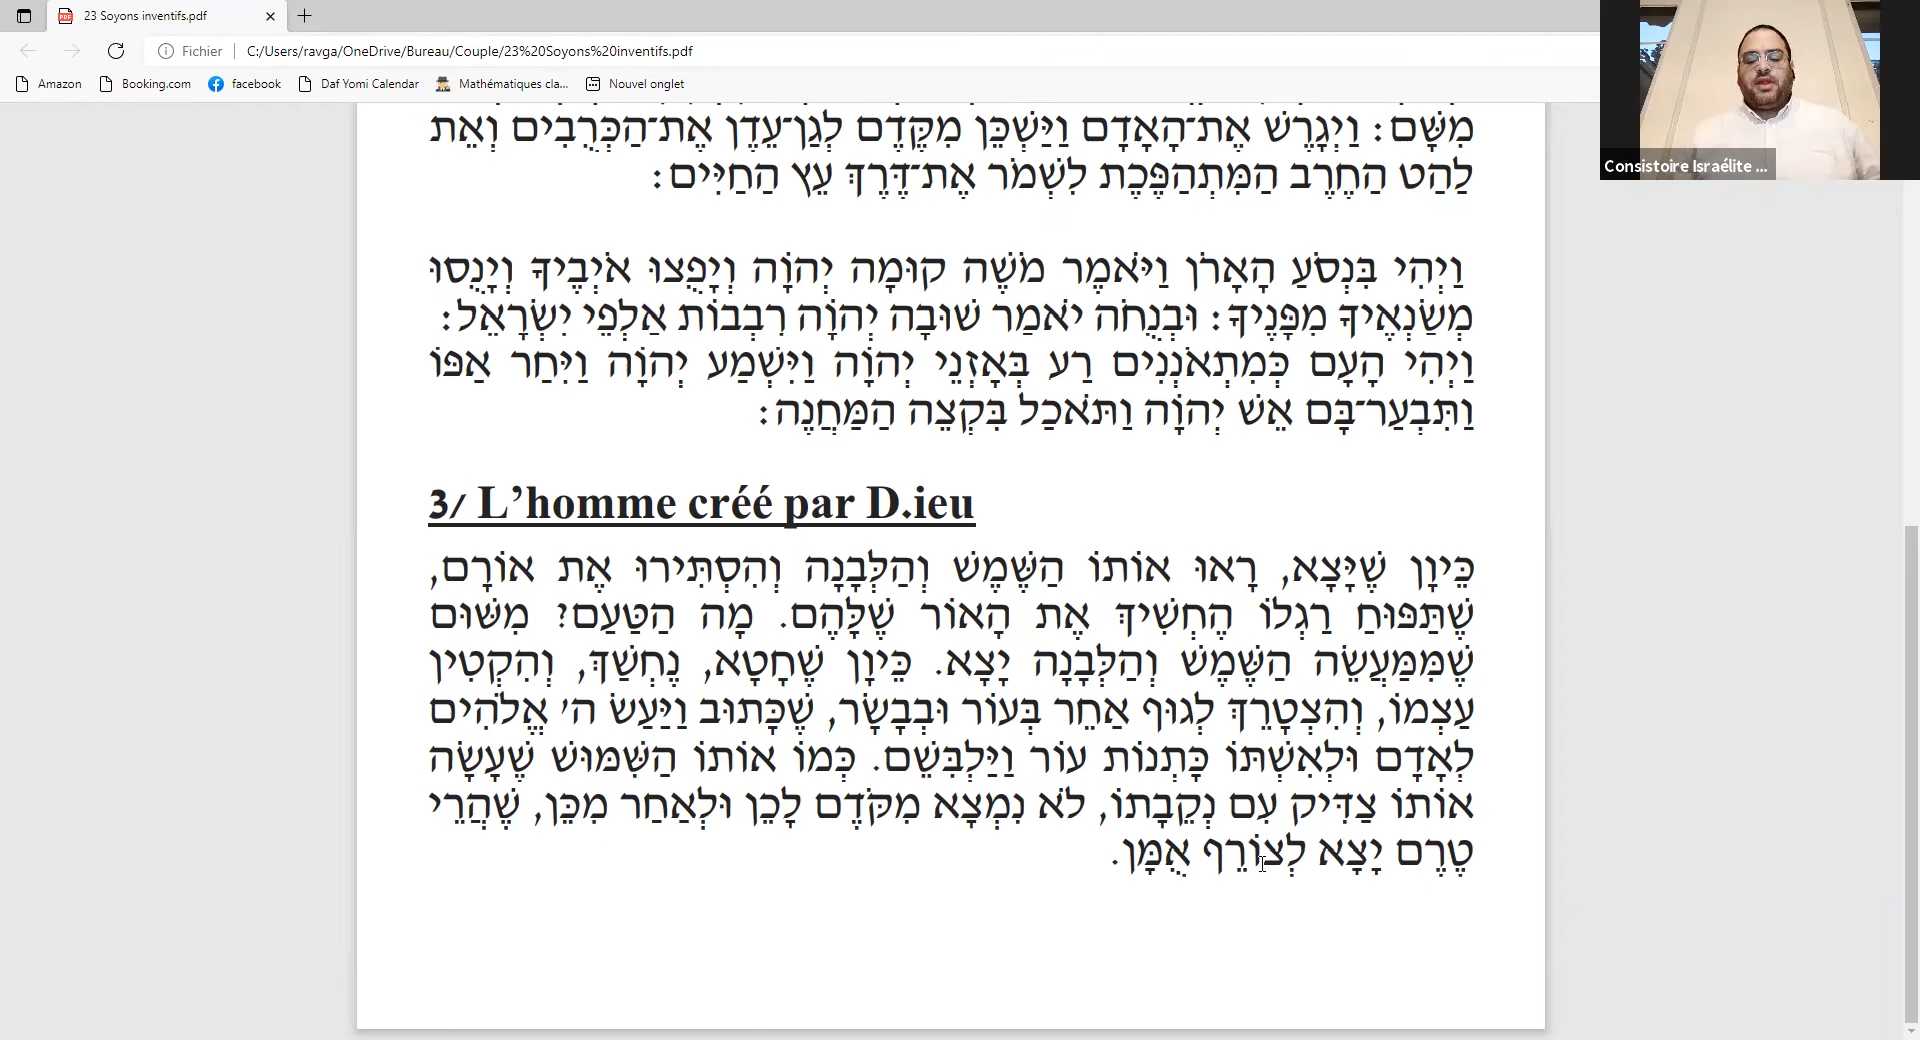 23 Soyons inventifs.pdf
Fichier
C:/Users/ravga/OneDrive/Bureau/Couple/23%20Soyons%20inventifs.pdf
Amazon
Booking.com
facebook
Daf Yomi Calendar
Mathématiques cla...
Nouvel onglet
Consistoire Israélite ...
מִשָּׁם: וַיְגָרֶשׁ אֶת־הָאָדָם וַיַּשְׁכֵּן מִקֶּדֶם לְגַן־עֵדֶן אֶת־הַכְּרֻבִים וְאֵת
לַהַט הַחֶרֶב הַמִּתְהַפֶּכֶת לִשְׁמֹר אֶת־דֶּרֶךְ עֵץ הַחַיִּים:
וַיְהִי בִּנְסֹעַ הָאָרֹן וַיֹּאמֶר מֹשֶׁה קוּמָה יְהוָֹה וְיָפֻצוּ אֹיְבֶיךָ וְיָנֻסוּ
מְשַׂנְאֶיךָ מִפָּנֶיךָ: וּבְנֻחֹה יֹאמַר שׁוּבָה יְהוָֹה רִבְבוֹת אַלְפֵי יִשְׂרָאֵל:
וַיְהִי הָעָם כְּמִתְאֹנְנִים רַע בְּאָזְנֵי יְהוָֹה וַיִּשְׁמַע יְהוָֹה וַיִּחַר אַפּוֹ
וַתִּבְעַר־בָּם אֵשׁ יְהוָֹה וַתֹּאכַל בִּקְצֵה הַמַּחֲנֶה:
3/ L’homme créé par D.ieu
כֵּיוָן שֶׁיָּצָא, רָאוּ אוֹתוֹ הַשֶּׁמֶשׁ וְהַלְּבָנָה וְהִסְתִּירוּ אֶת אוֹרָם,
שֶׁתַּפּוּחַ רַגְלוֹ הֶחְשִׁיךְ אֶת הָאוֹר שֶׁלָּהֶם. מָה הַטַּעַם? מִשּׁוּם
שֶׁמִּמַּעֲשֵׂה הַשֶּׁמֶשׁ וְהַלְּבָנָה יָצָא. כֵּיוָן שֶׁחָטָא, נֶחְשַׁךְ, וְהִקְטִין
עַצְמוֹ, וְהִצְטָרֵךְ לְגוּף אַחֵר בְּעוֹר וּבְבָשָׂר, שֶׁכָּתוּב וַיַּעַשׂ ה' אֱלֹהִים
לְאָדָם וּלְאִשְׁתּוֹ כָּתְנוֹת עוֹר וַיַּלְבִּשֵׁם. כְּמוֹ אוֹתוֹ הַשִּׁמּוּשׁ שֶׁעָשָׂה
אוֹתוֹ צַדִּיק עִם נְקֵבָתוֹ, לֹא נִמְצָא מִקֹּדֶם לָכֵן וּלְאַחַר מִכֵּן, שֶׁהֲרֵי
טֶרֶם יָצָא לְצוֹרֵף אֻמָּן.